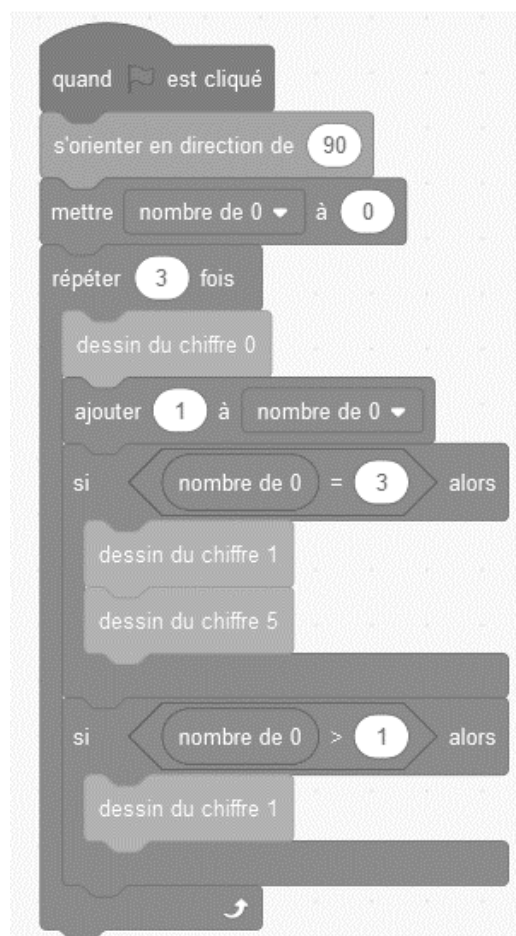 quand est cliqué
s'orienter en direction de 90
mettre nombre de 0 à 0
répéter 3 fois
dessin du chiffre 0
ajouter 1 à nombre de 0
si nombre de 0 = 3 alors
dessin du chiffre 1
dessin du chiffre 5
si nombre de 0 > 1 alors
dessin du chiffre 1